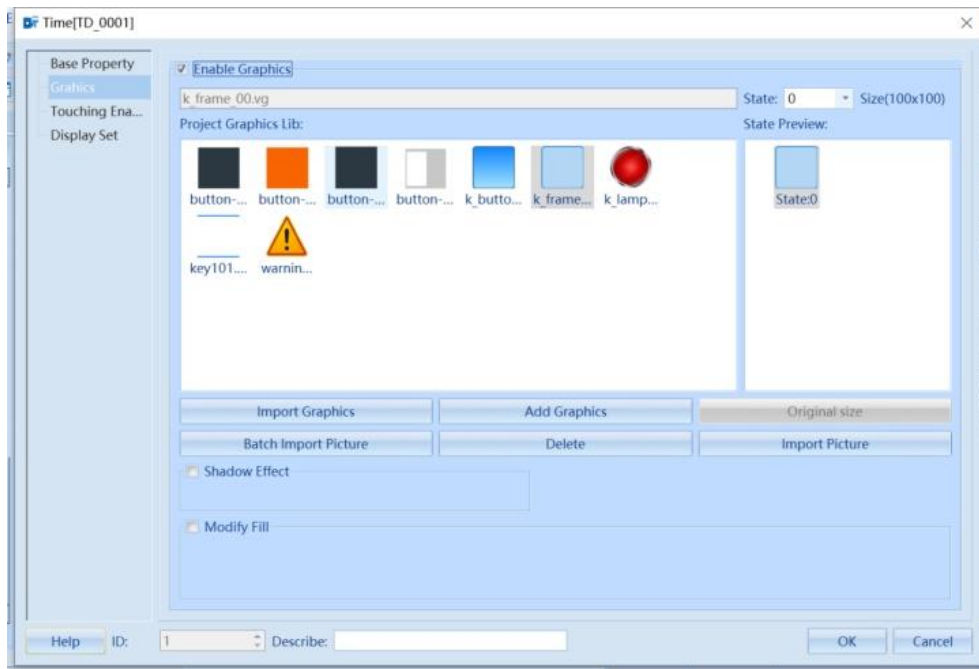 Time[TD_0001]
Base Property
Grahics
Touching Ena...
Display Set
Enable Graphics
k_frame_00.vg
State: 0 Size(100x100)
Project Graphics Lib:
State Preview:
button-... button-... button-... button-... k_butto... k_frame... k_lamp...
State:0
key101.... warnin...
Import Graphics Add Graphics Original size
Batch Import Picture Delete Import Picture
Shadow Effect
Modify Fill
Help ID: 1 Describe: OK Cancel